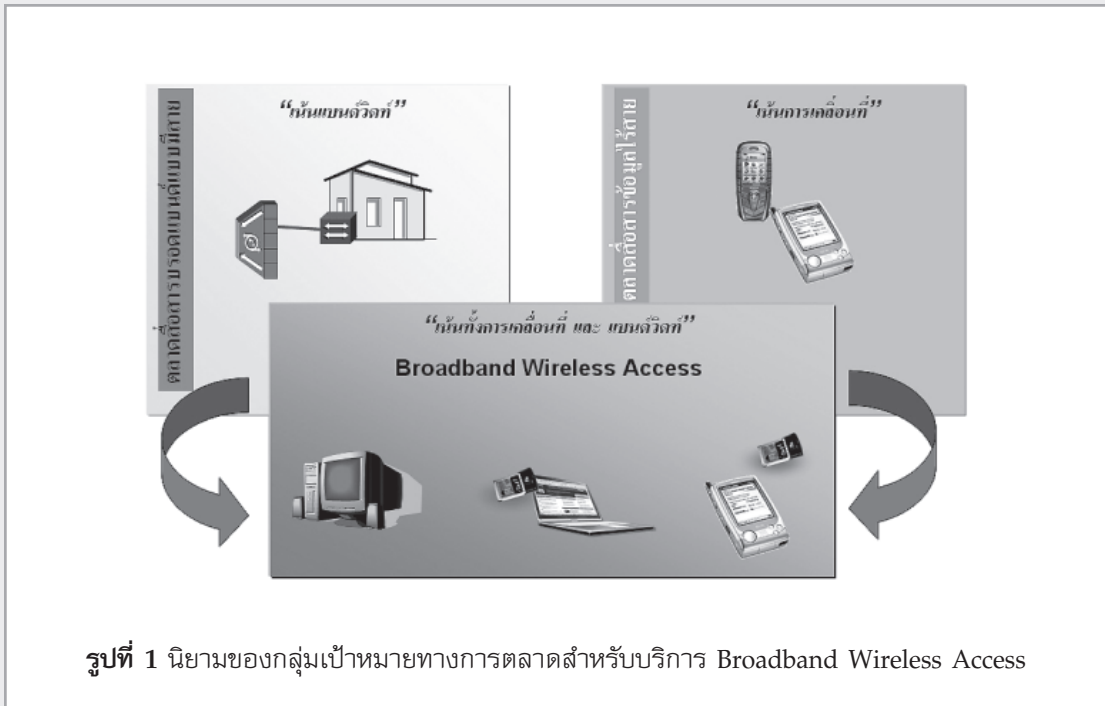 ตลาดสื่อสารบรอดแบนด์แบบมีสาย
“เน้นแบนด์วิดท์”
ตลาดสื่อสารข้อมูลไร้สาย
“เน้นการเคลื่อนที่”
“เน้นทั้งการเคลื่อนที่ และ แบนด์วิดท์”
Broadband Wireless Access
รูปที่ 1 นิยามของกลุ่มเป้าหมายทางการตลาดสำหรับบริการ Broadband Wireless Access